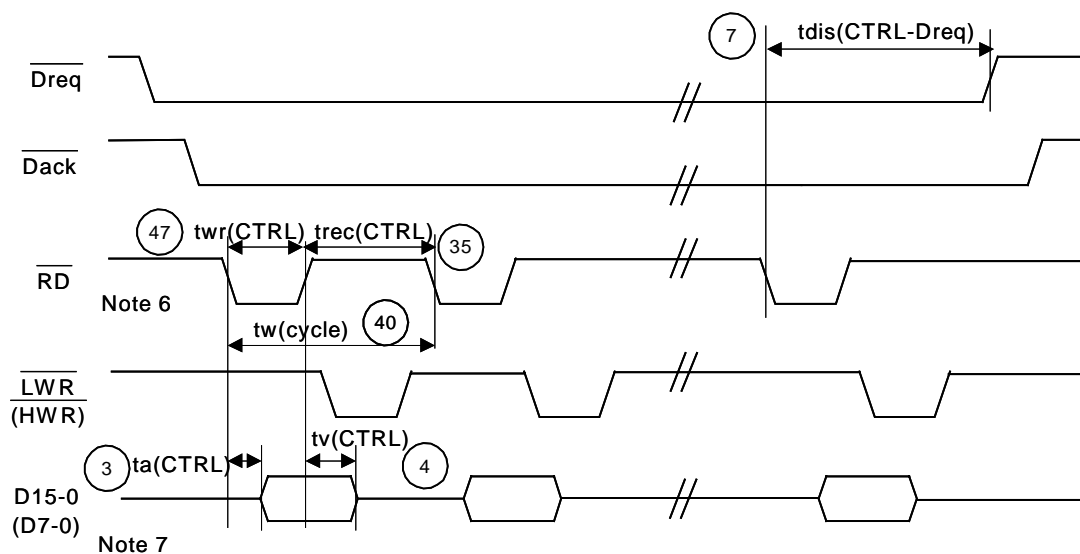 7
tdis(CTRL-Dreq)
Dreq
Dack
47
twr(CTRL)
trec(CTRL)
35
RD
Note 6
tw(cycle)
40
LWR
(HWR)
tv(CTRL)
3
ta(CTRL)
4
D15-0
(D7-0)
Note 7